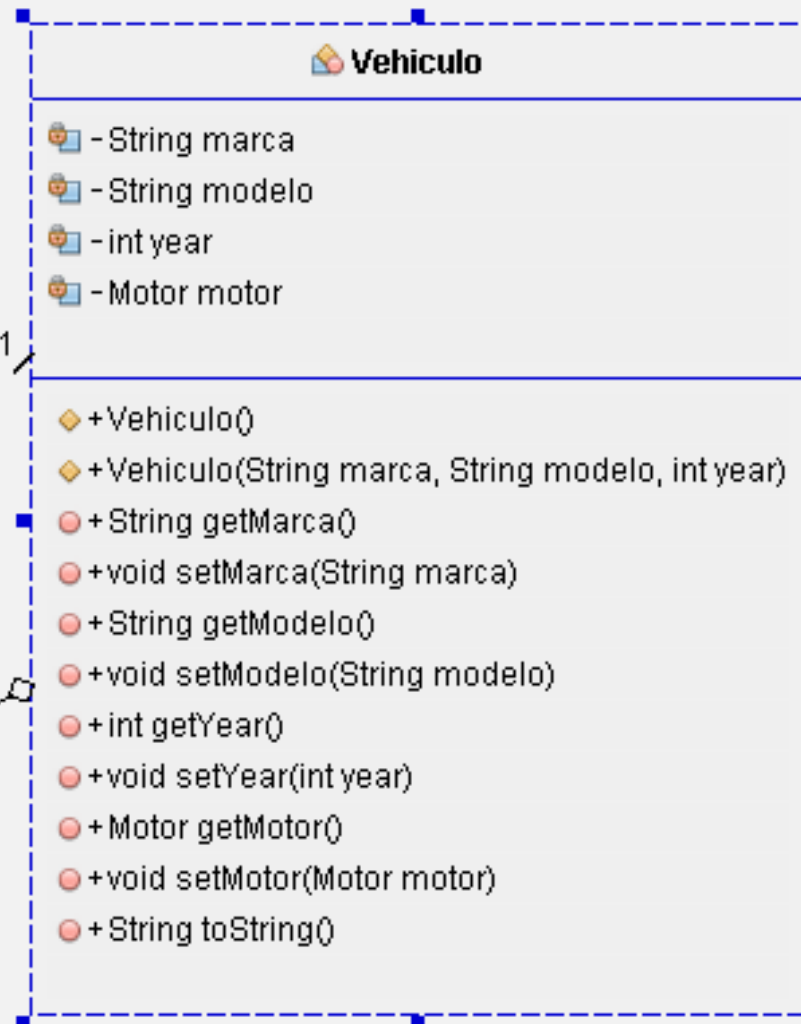 Vehiculo
- String marca
- String modelo
- int year
- Motor motor
1
+ Vehiculo()
+ Vehiculo(String marca, String modelo, int year)
+ String getMarca()
+ void setMarca(String marca)
+ String getModelo()
+ void setModelo(String modelo)
+ int getYear()
+ void setYear(int year)
+ Motor getMotor()
+ void setMotor(Motor motor)
+ String toString()